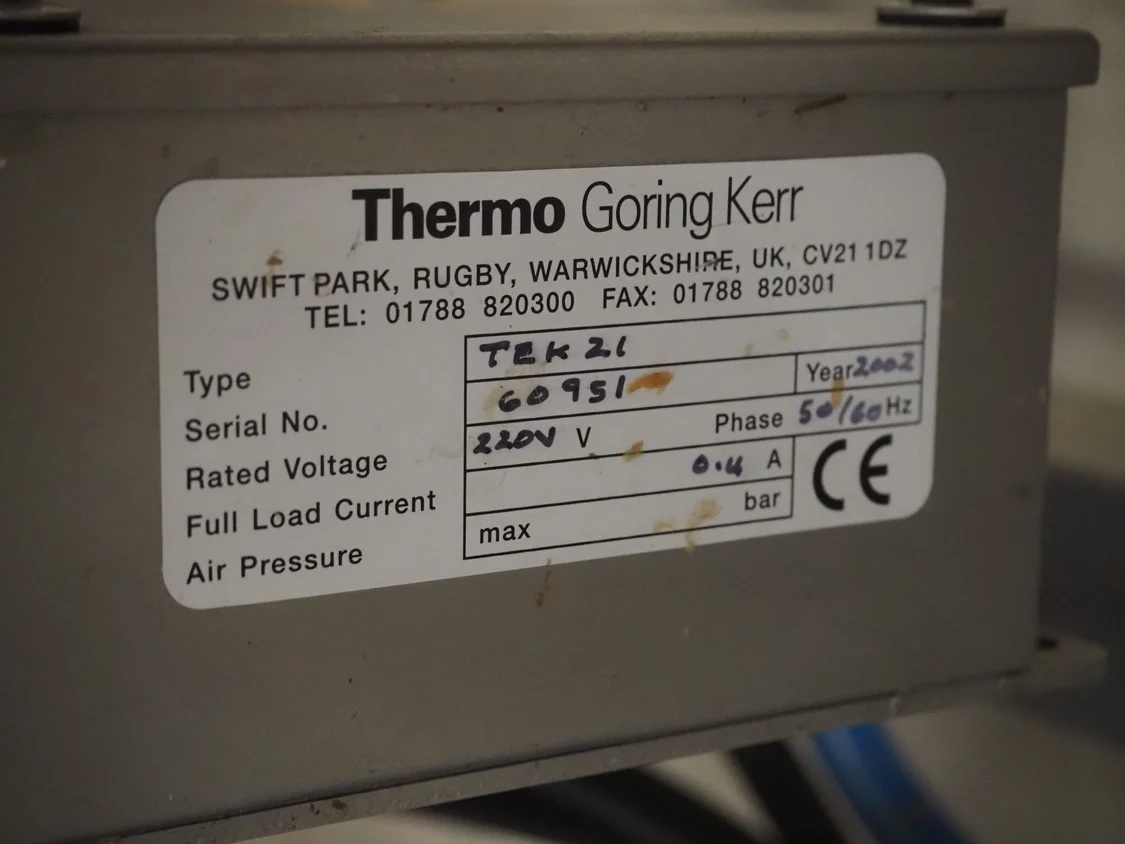 Thermo Goring Kerr
SWIFT PARK, RUGBY, WARWICKSHIRE, UK, CV21 1DZ
TEL: 01788 820300 FAX: 01788 820301
Type TEK 21
Serial No. 60951 Year 2002
Rated Voltage 220V V Phase 50/60 Hz
Full Load Current 0.4 A
Air Pressure max bar
CE